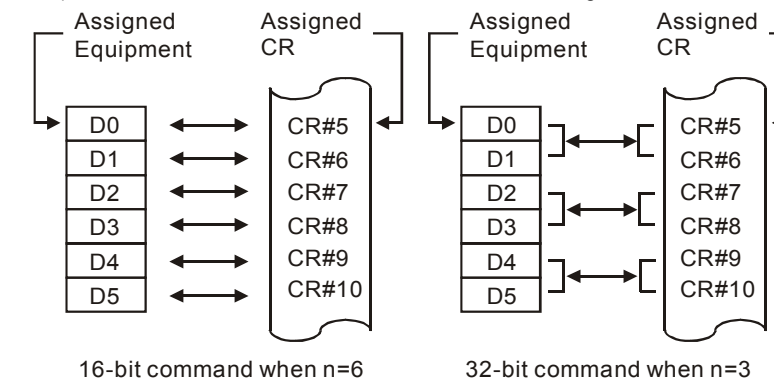 Assigned Equipment
Assigned CR
D0
D1
D2
D3
D4
D5
CR#5
CR#6
CR#7
CR#8
CR#9
CR#10
16-bit command when n=6
Assigned Equipment
Assigned CR
D0
D1
D2
D3
D4
D5
CR#5
CR#6
CR#7
CR#8
CR#9
CR#10
32-bit command when n=3